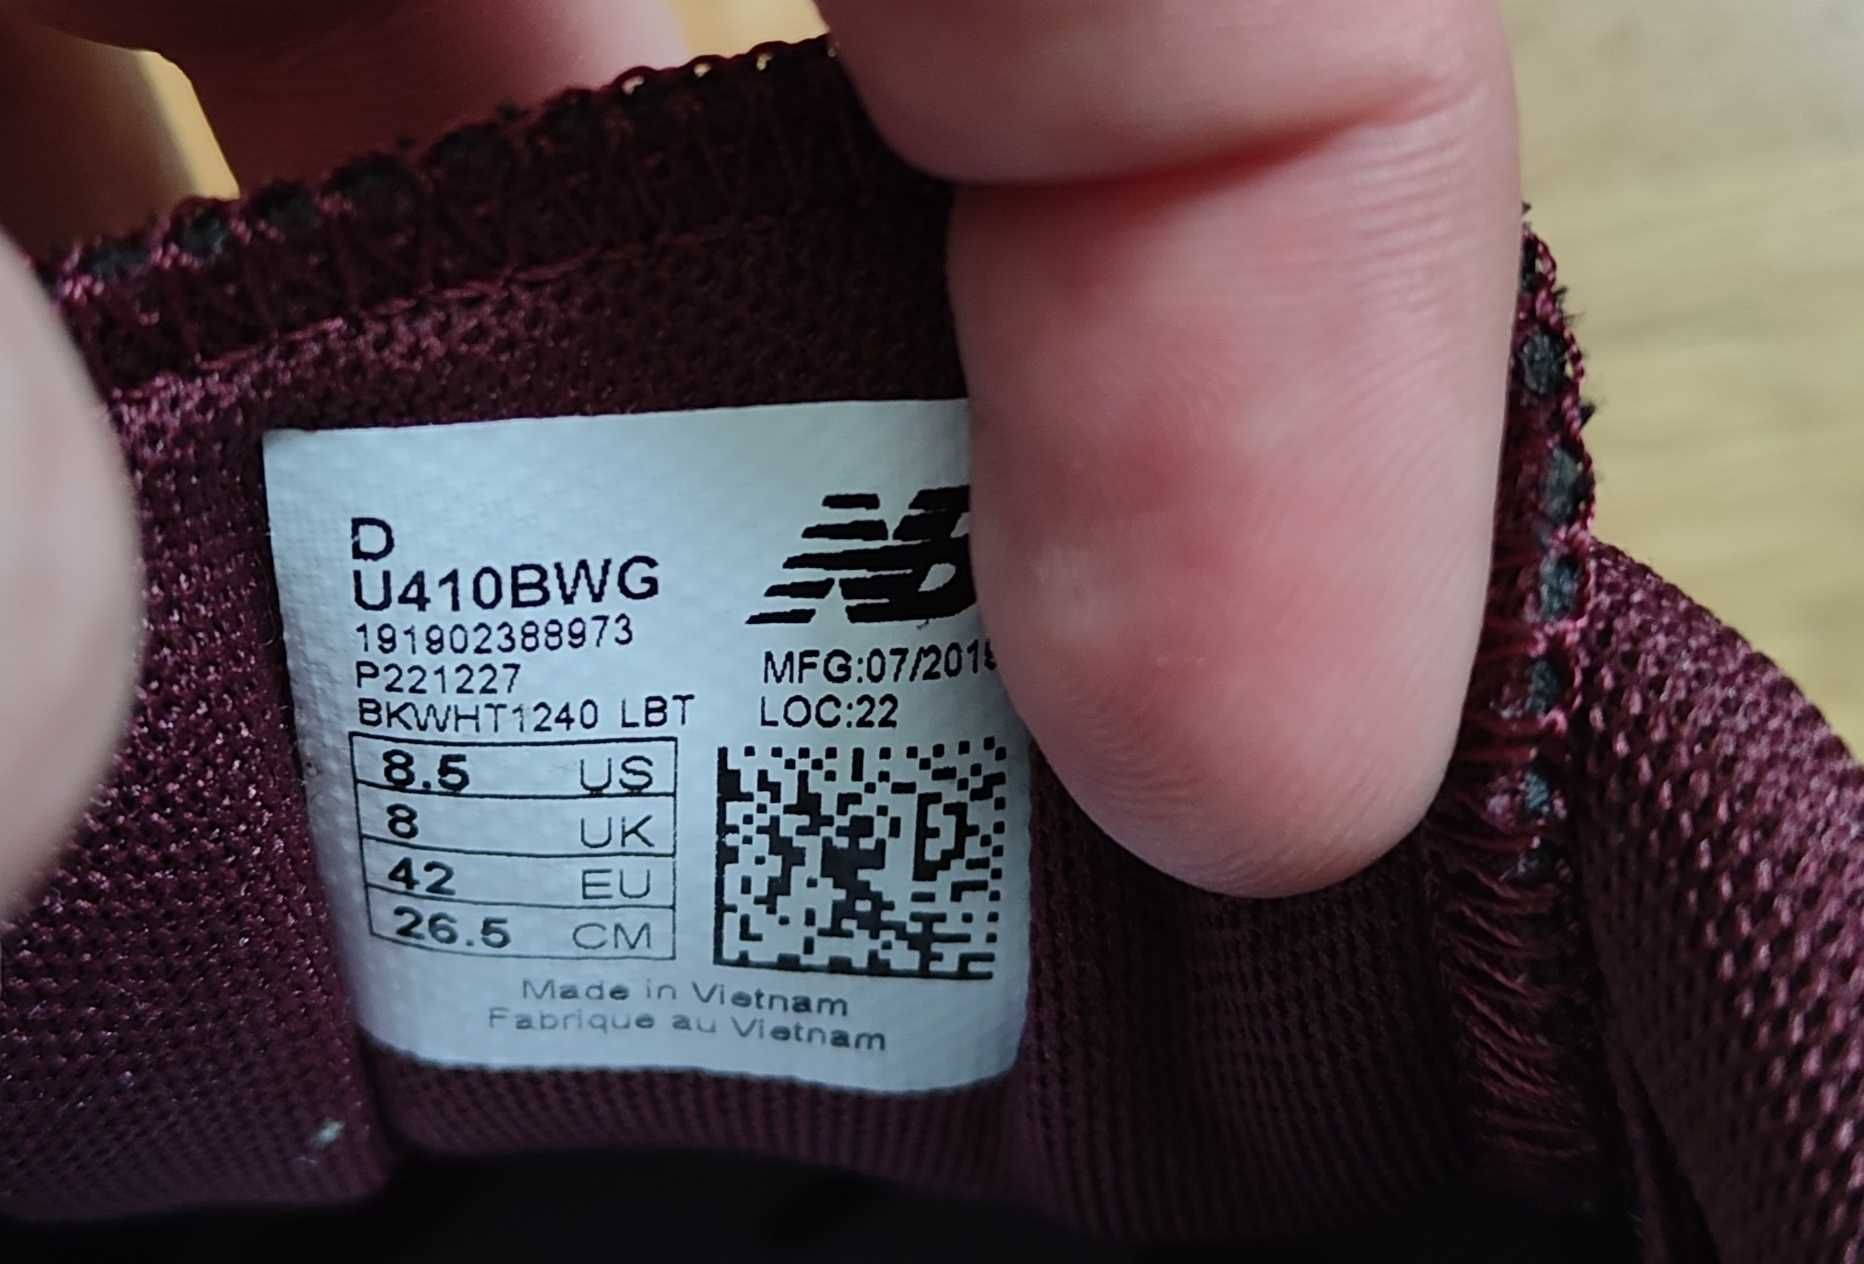 D
U410BWG
191902388973
P221227
BKWHT1240 LBT
NB
MFG:07/201
LOC:22
8.5 US
8 UK
42 EU
26.5 CM
Made in Vietnam
Fabrique au Vietnam